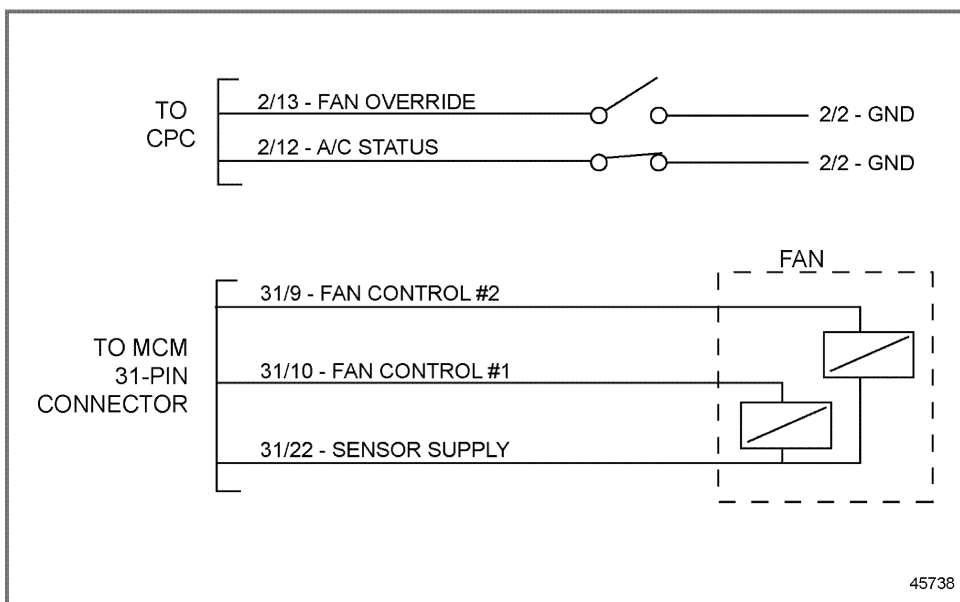 TO
CPC
2/13 - FAN OVERRIDE
2/2 - GND
2/12 - A/C STATUS
2/2 - GND
FAN
TO MCM
31-PIN
CONNECTOR
31/9 - FAN CONTROL #2
31/10 - FAN CONTROL #1
31/22 - SENSOR SUPPLY
45738